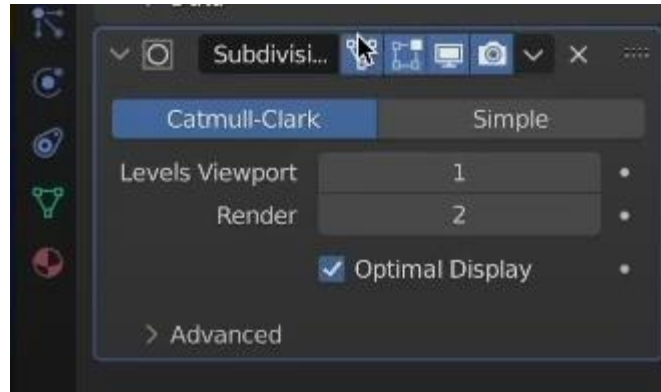 Subdivisi...
Catmull-Clark Simple
Levels Viewport 1
Render 2
Optimal Display
Advanced